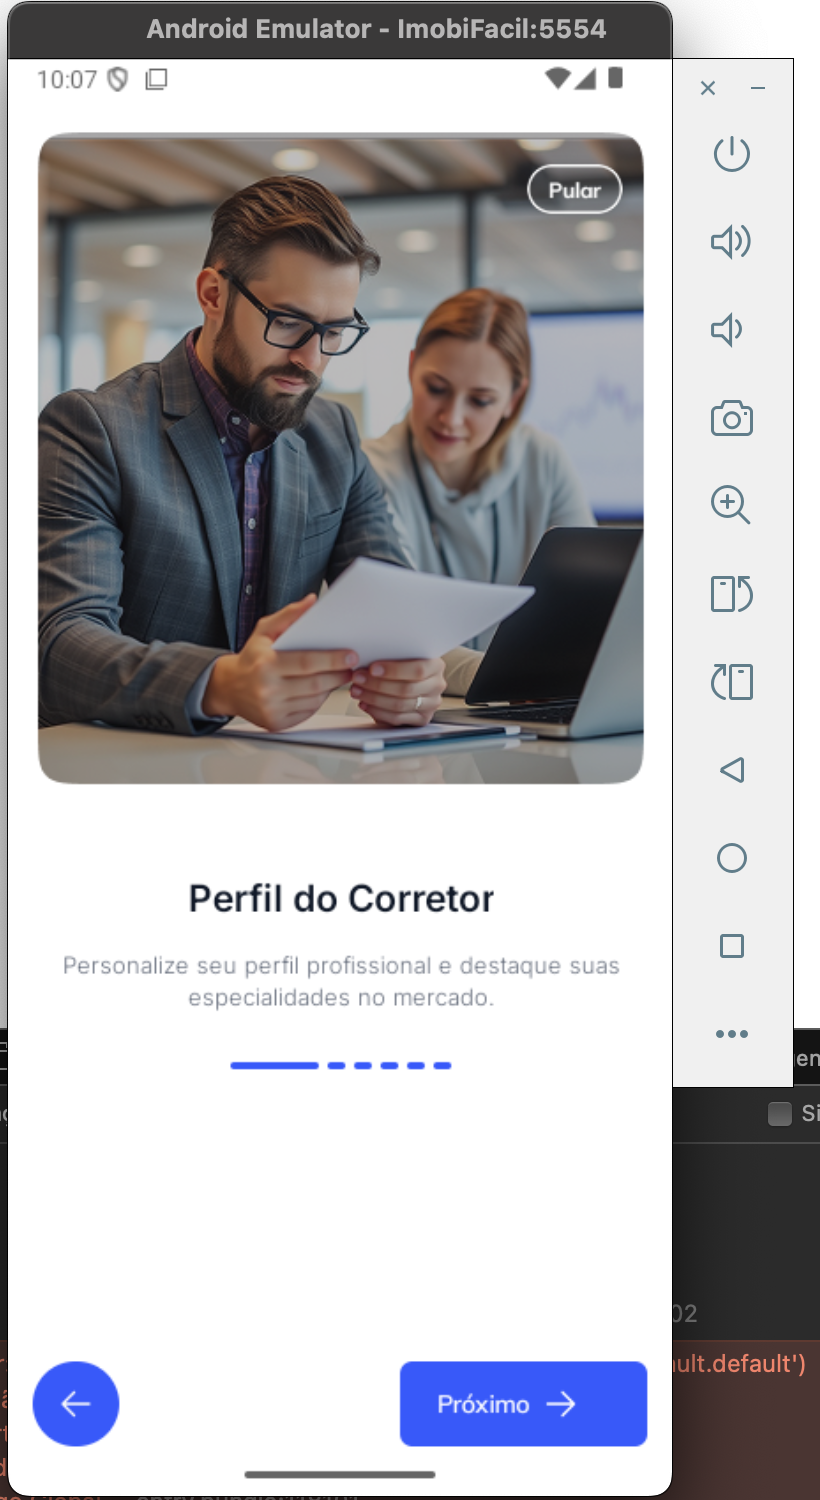 Android Emulator - ImobiFacil:5554
10:07
Pular
Perfil do Corretor
Personalize seu perfil profissional e destaque suas
especialidades no mercado.
Si
02
ult.default')
Próximo